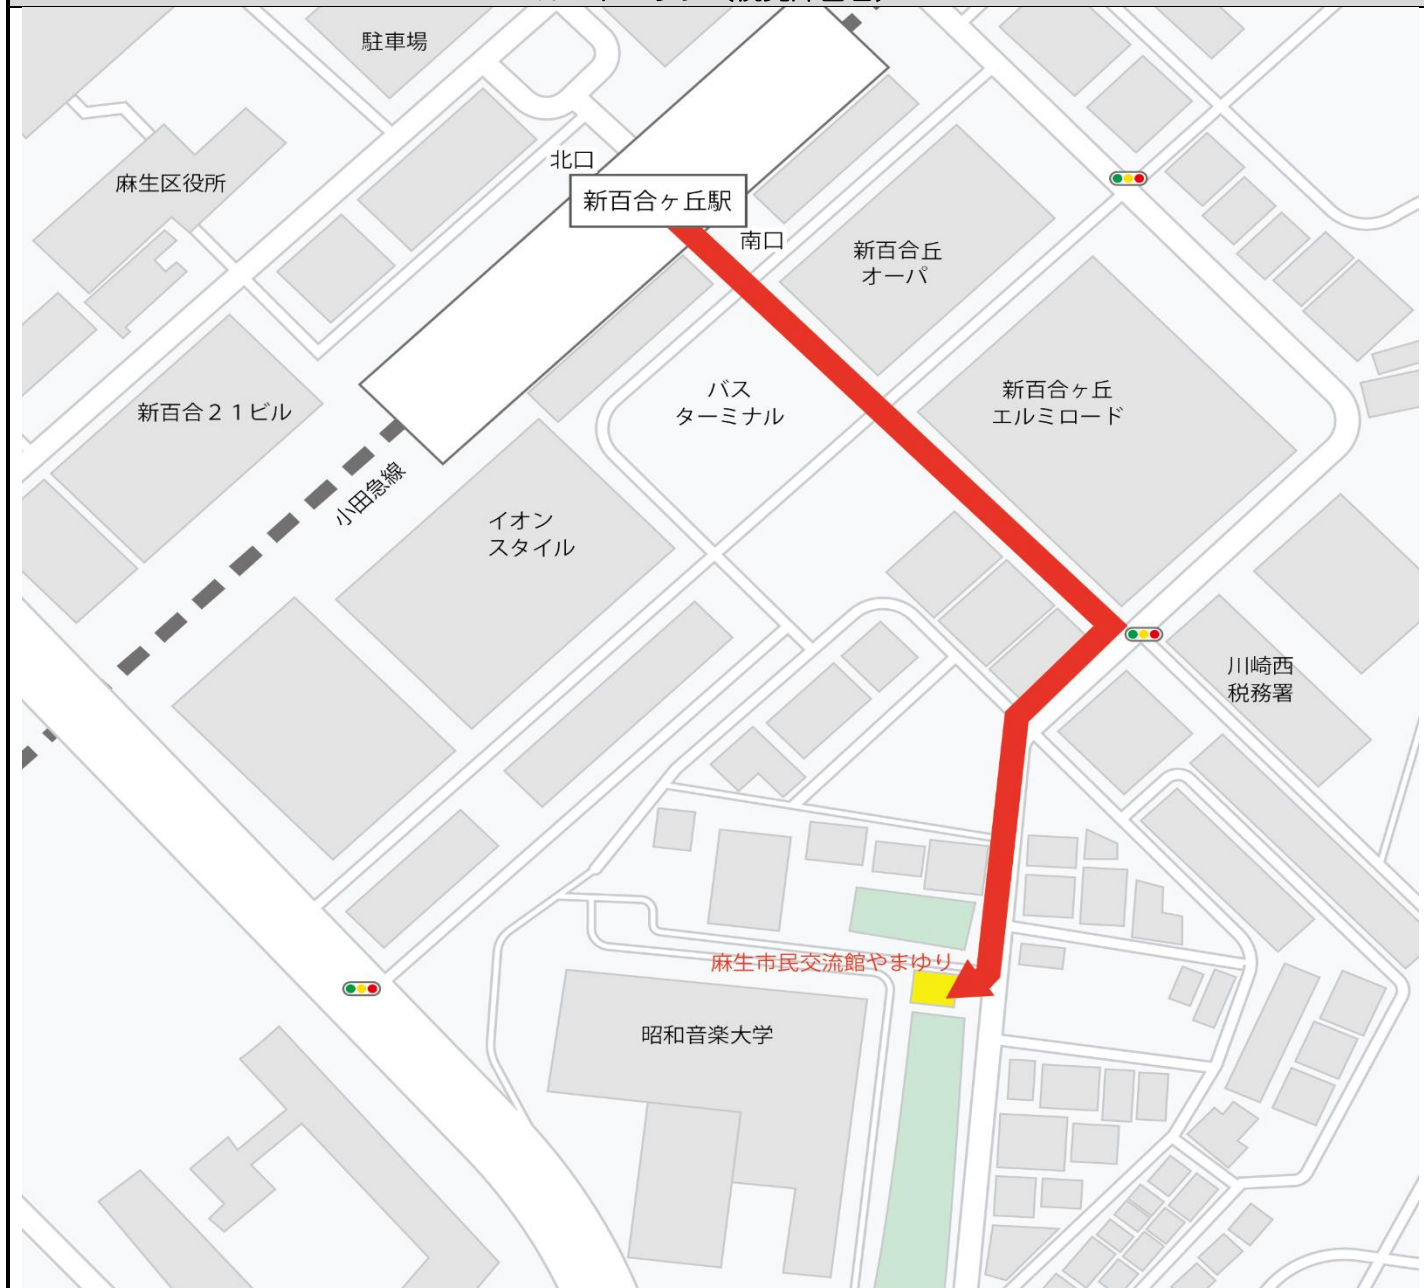 駐車場
北口
麻生区役所
新百合ヶ丘駅
南口
新百合丘
オーパ
バス
ターミナル
新百合ヶ丘
エルミロード
新百合２１ビル
小田急線
イオン
スタイル
川崎西
税務署
麻生市民交流館やまゆり
昭和音楽大学